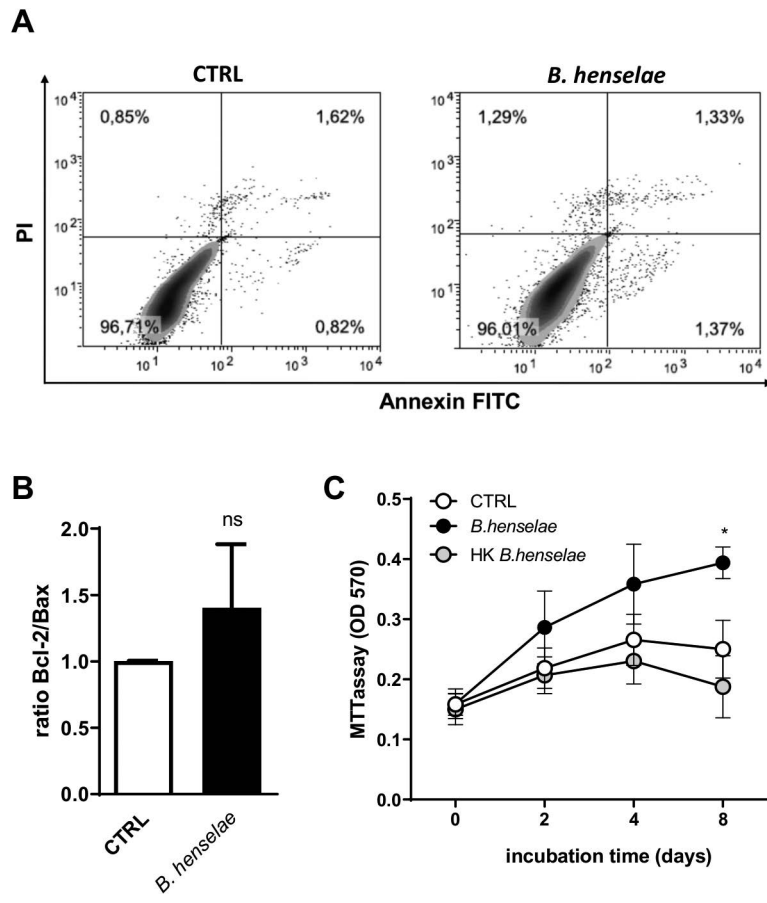 A
CTRL
B. henselae
10⁴
10³
10²
10¹
0,85%
1,62%
96,71%
0,82%
10¹ 10² 10³ 10⁴
10⁴
10³
10²
10¹
1,29%
1,33%
96,01%
1,37%
10¹ 10² 10³ 10⁴
PI
Annexin FITC
B
ns
2.0
1.5
1.0
0.5
0.0
ratio Bcl-2/Bax
CTRL
B. henselae
C
CTRL
B.henselae
HK B.henselae
*
0.5
0.4
0.3
0.2
0.1
0.0
MTTassay (OD 570)
0 2 4 8
incubation time (days)